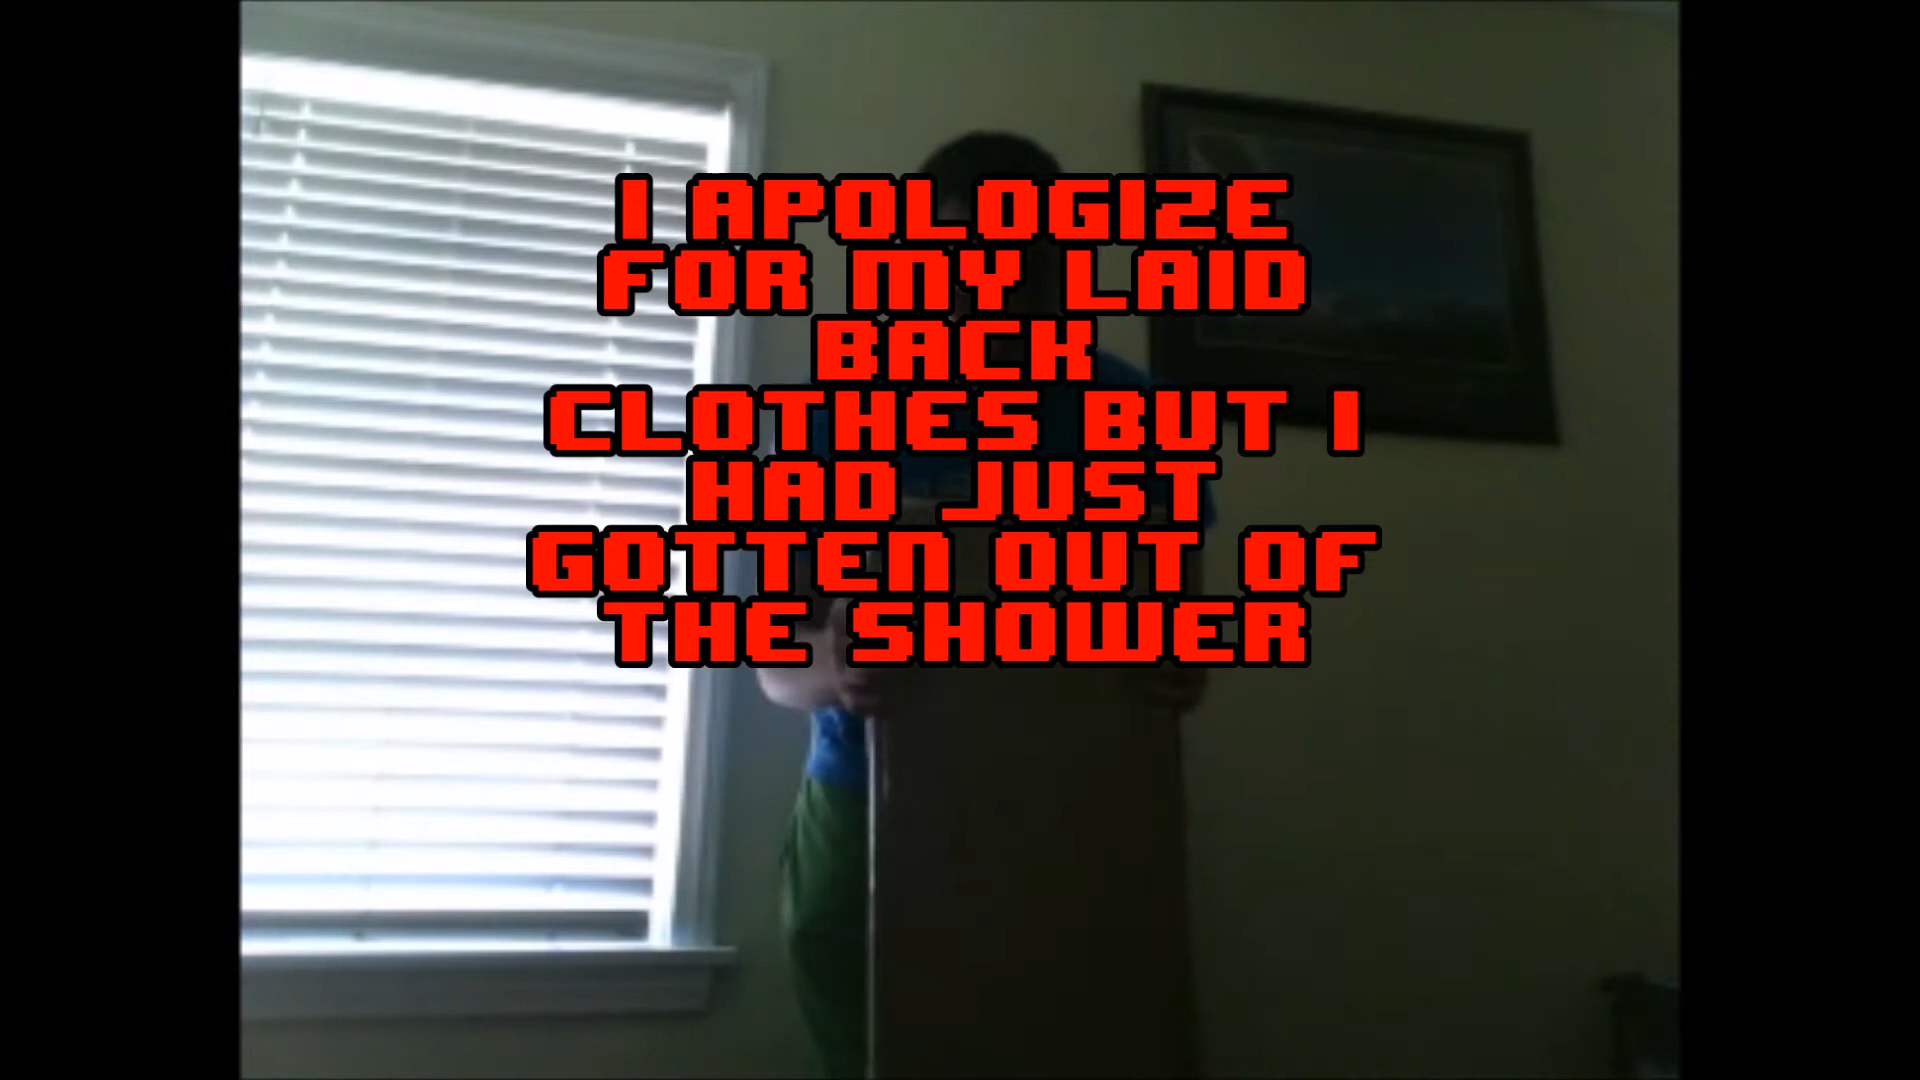 I APOLOGIZE
FOR MY LAID
BACK
CLOTHES BUT I
HAD JUST
GOTTEN OUT OF
THE SHOWER